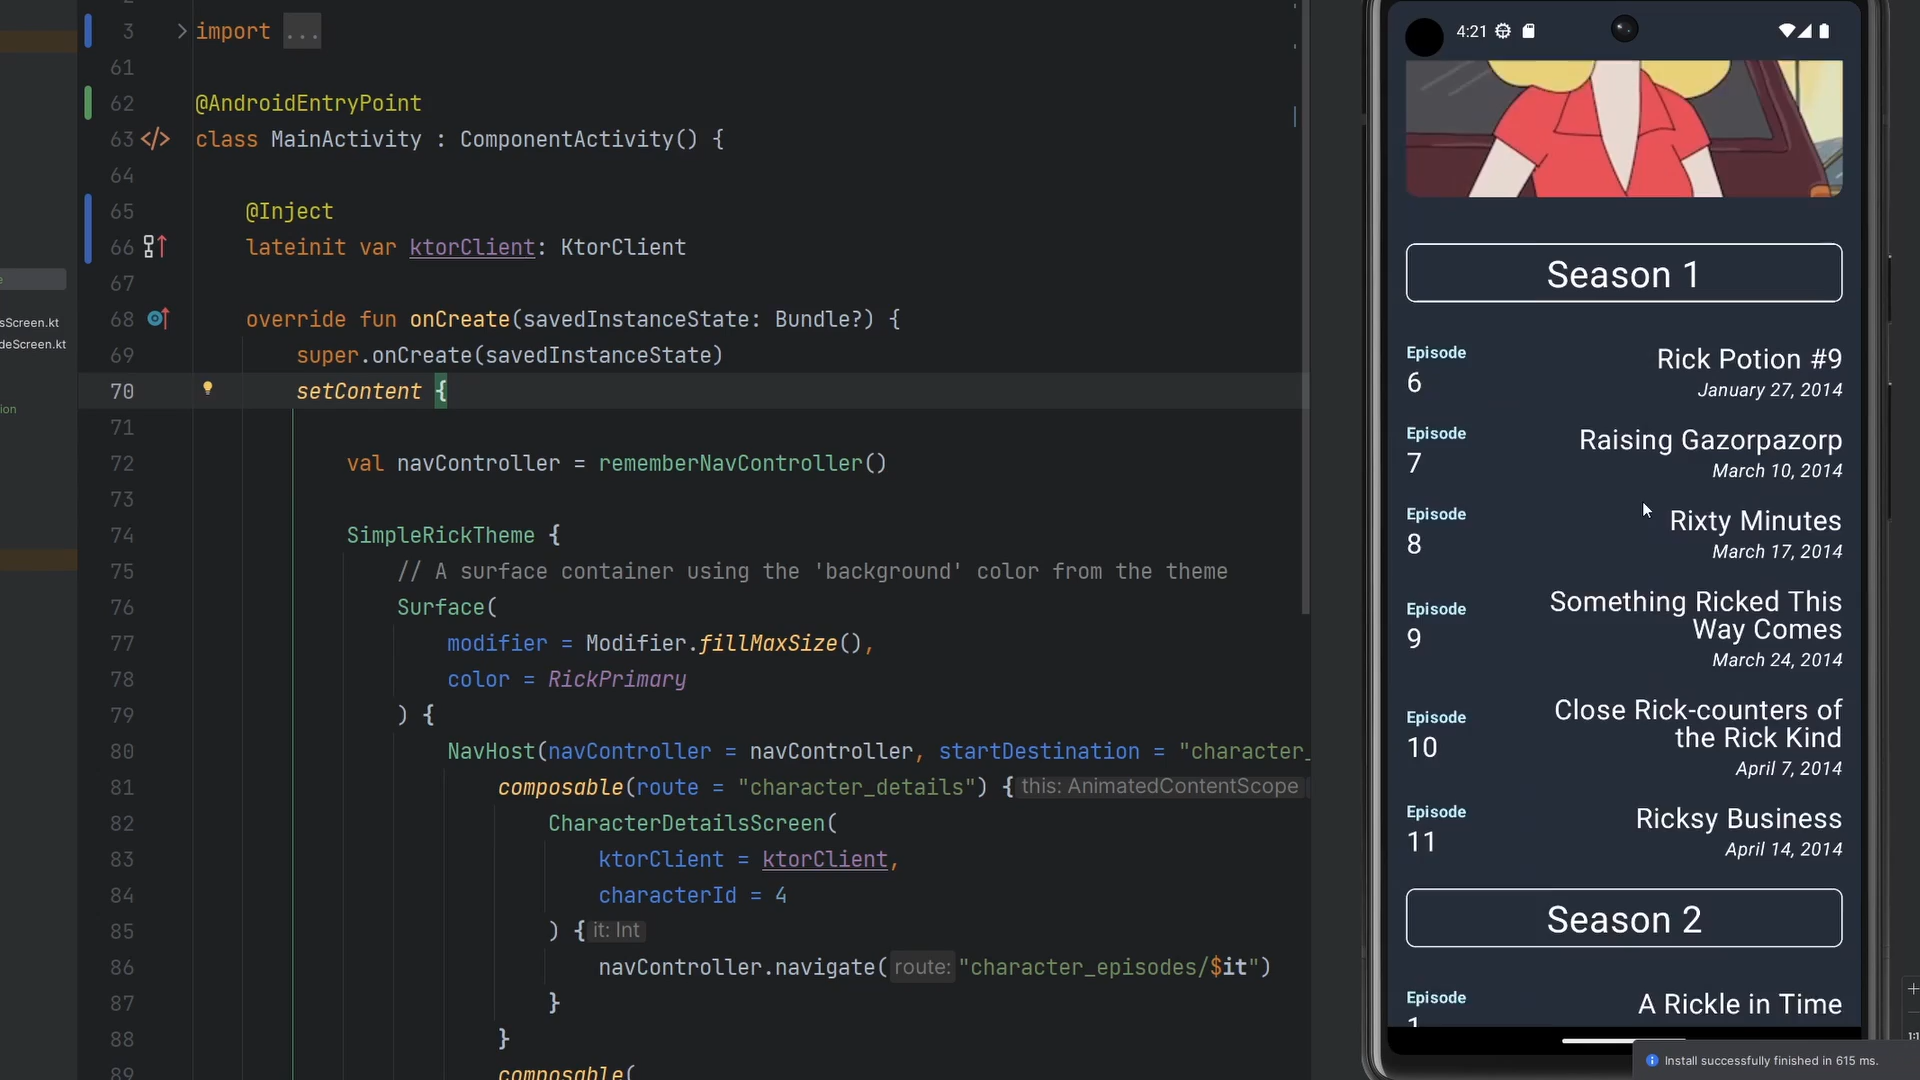 3 import ...
61
62 @AndroidEntryPoint
63 class MainActivity : ComponentActivity() {
64
65 @Inject
66 lateinit var ktorClient: KtorClient
67
68 override fun onCreate(savedInstanceState: Bundle?) {
69 super.onCreate(savedInstanceState)
70 setContent {
71
72 val navController = rememberNavController()
73
74 SimpleRickTheme {
75 // A surface container using the 'background' color from the theme
76 Surface(
77 modifier = Modifier.fillMaxSize(),
78 color = RickPrimary
79 ) {
80 NavHost(navController = navController, startDestination = "character_
81 composable(route = "character_details") { this: AnimatedContentScope
82 CharacterDetailsScreen(
83 ktorClient = ktorClient,
84 characterId = 4
85 ) { it: Int
86 navController.navigate( route: "character_episodes/$it")
87 }
88 }
89 composable(
e
sScreen.kt
deScreen.kt
ion
4:21
Season 1
Episode
6
Rick Potion #9
January 27, 2014
Episode
7
Raising Gazorpazorp
March 10, 2014
Episode
8
Rixty Minutes
March 17, 2014
Episode
9
Something Ricked This
Way Comes
March 24, 2014
Episode
10
Close Rick-counters of
the Rick Kind
April 7, 2014
Episode
11
Ricksy Business
April 14, 2014
Season 2
Episode
1
A Rickle in Time
Install successfully finished in 615 ms.
1:1